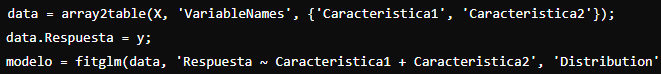 data = array2table(X, 'VariableNames', {'Caracteristica1', 'Caracteristica2'});
data.Respuesta = y;
modelo = fitglm(data, 'Respuesta ~ Caracteristica1 + Caracteristica2', 'Distribution'